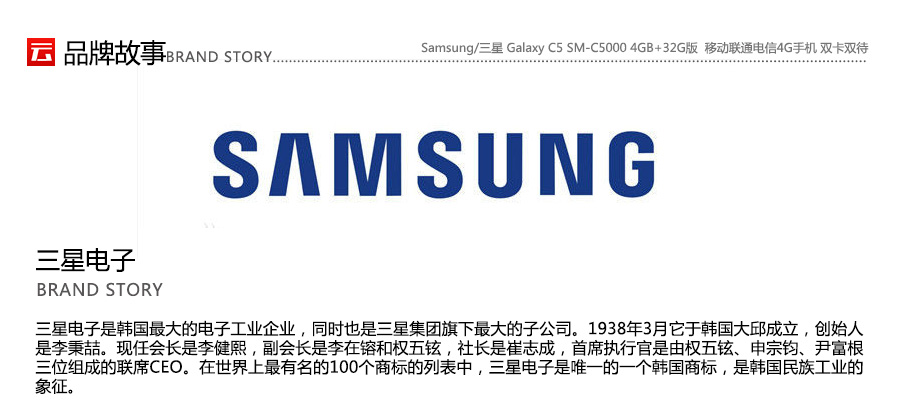 云 品牌故事BRAND STORY
Samsung/三星 Galaxy C5 SM-C5000 4GB+32G版 移动联通电信4G手机 双卡双待
SAMSUNG
三星电子
BRAND STORY
三星电子是韩国最大的电子工业企业，同时也是三星集团旗下最大的子公司。1938年3月它于韩国大邱成立，创始人
是李秉喆。现任会长是李健熙，副会长是李在镕和权五铉，社长是崔志成，首席执行官是由权五铉、申宗钧、尹富根
三位组成的联席CEO。在世界上最有名的100个商标的列表中，三星电子是唯一的一个韩国商标，是韩国民族工业的
象征。